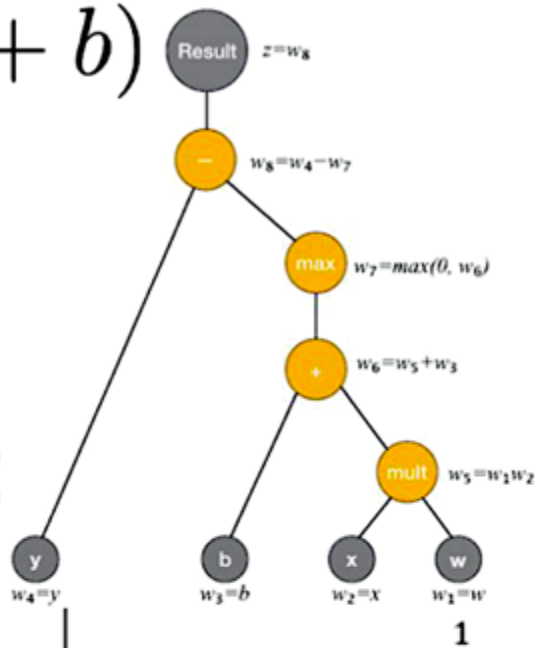 + b)
Result z=w₈
− w₈=w₄−w₇
max w₇=max(0, w₆)
+ w₆=w₅+w₃
mult w₅=w₁w₂
y b x w
w₄=y w₃=b w₂=x w₁=w
1